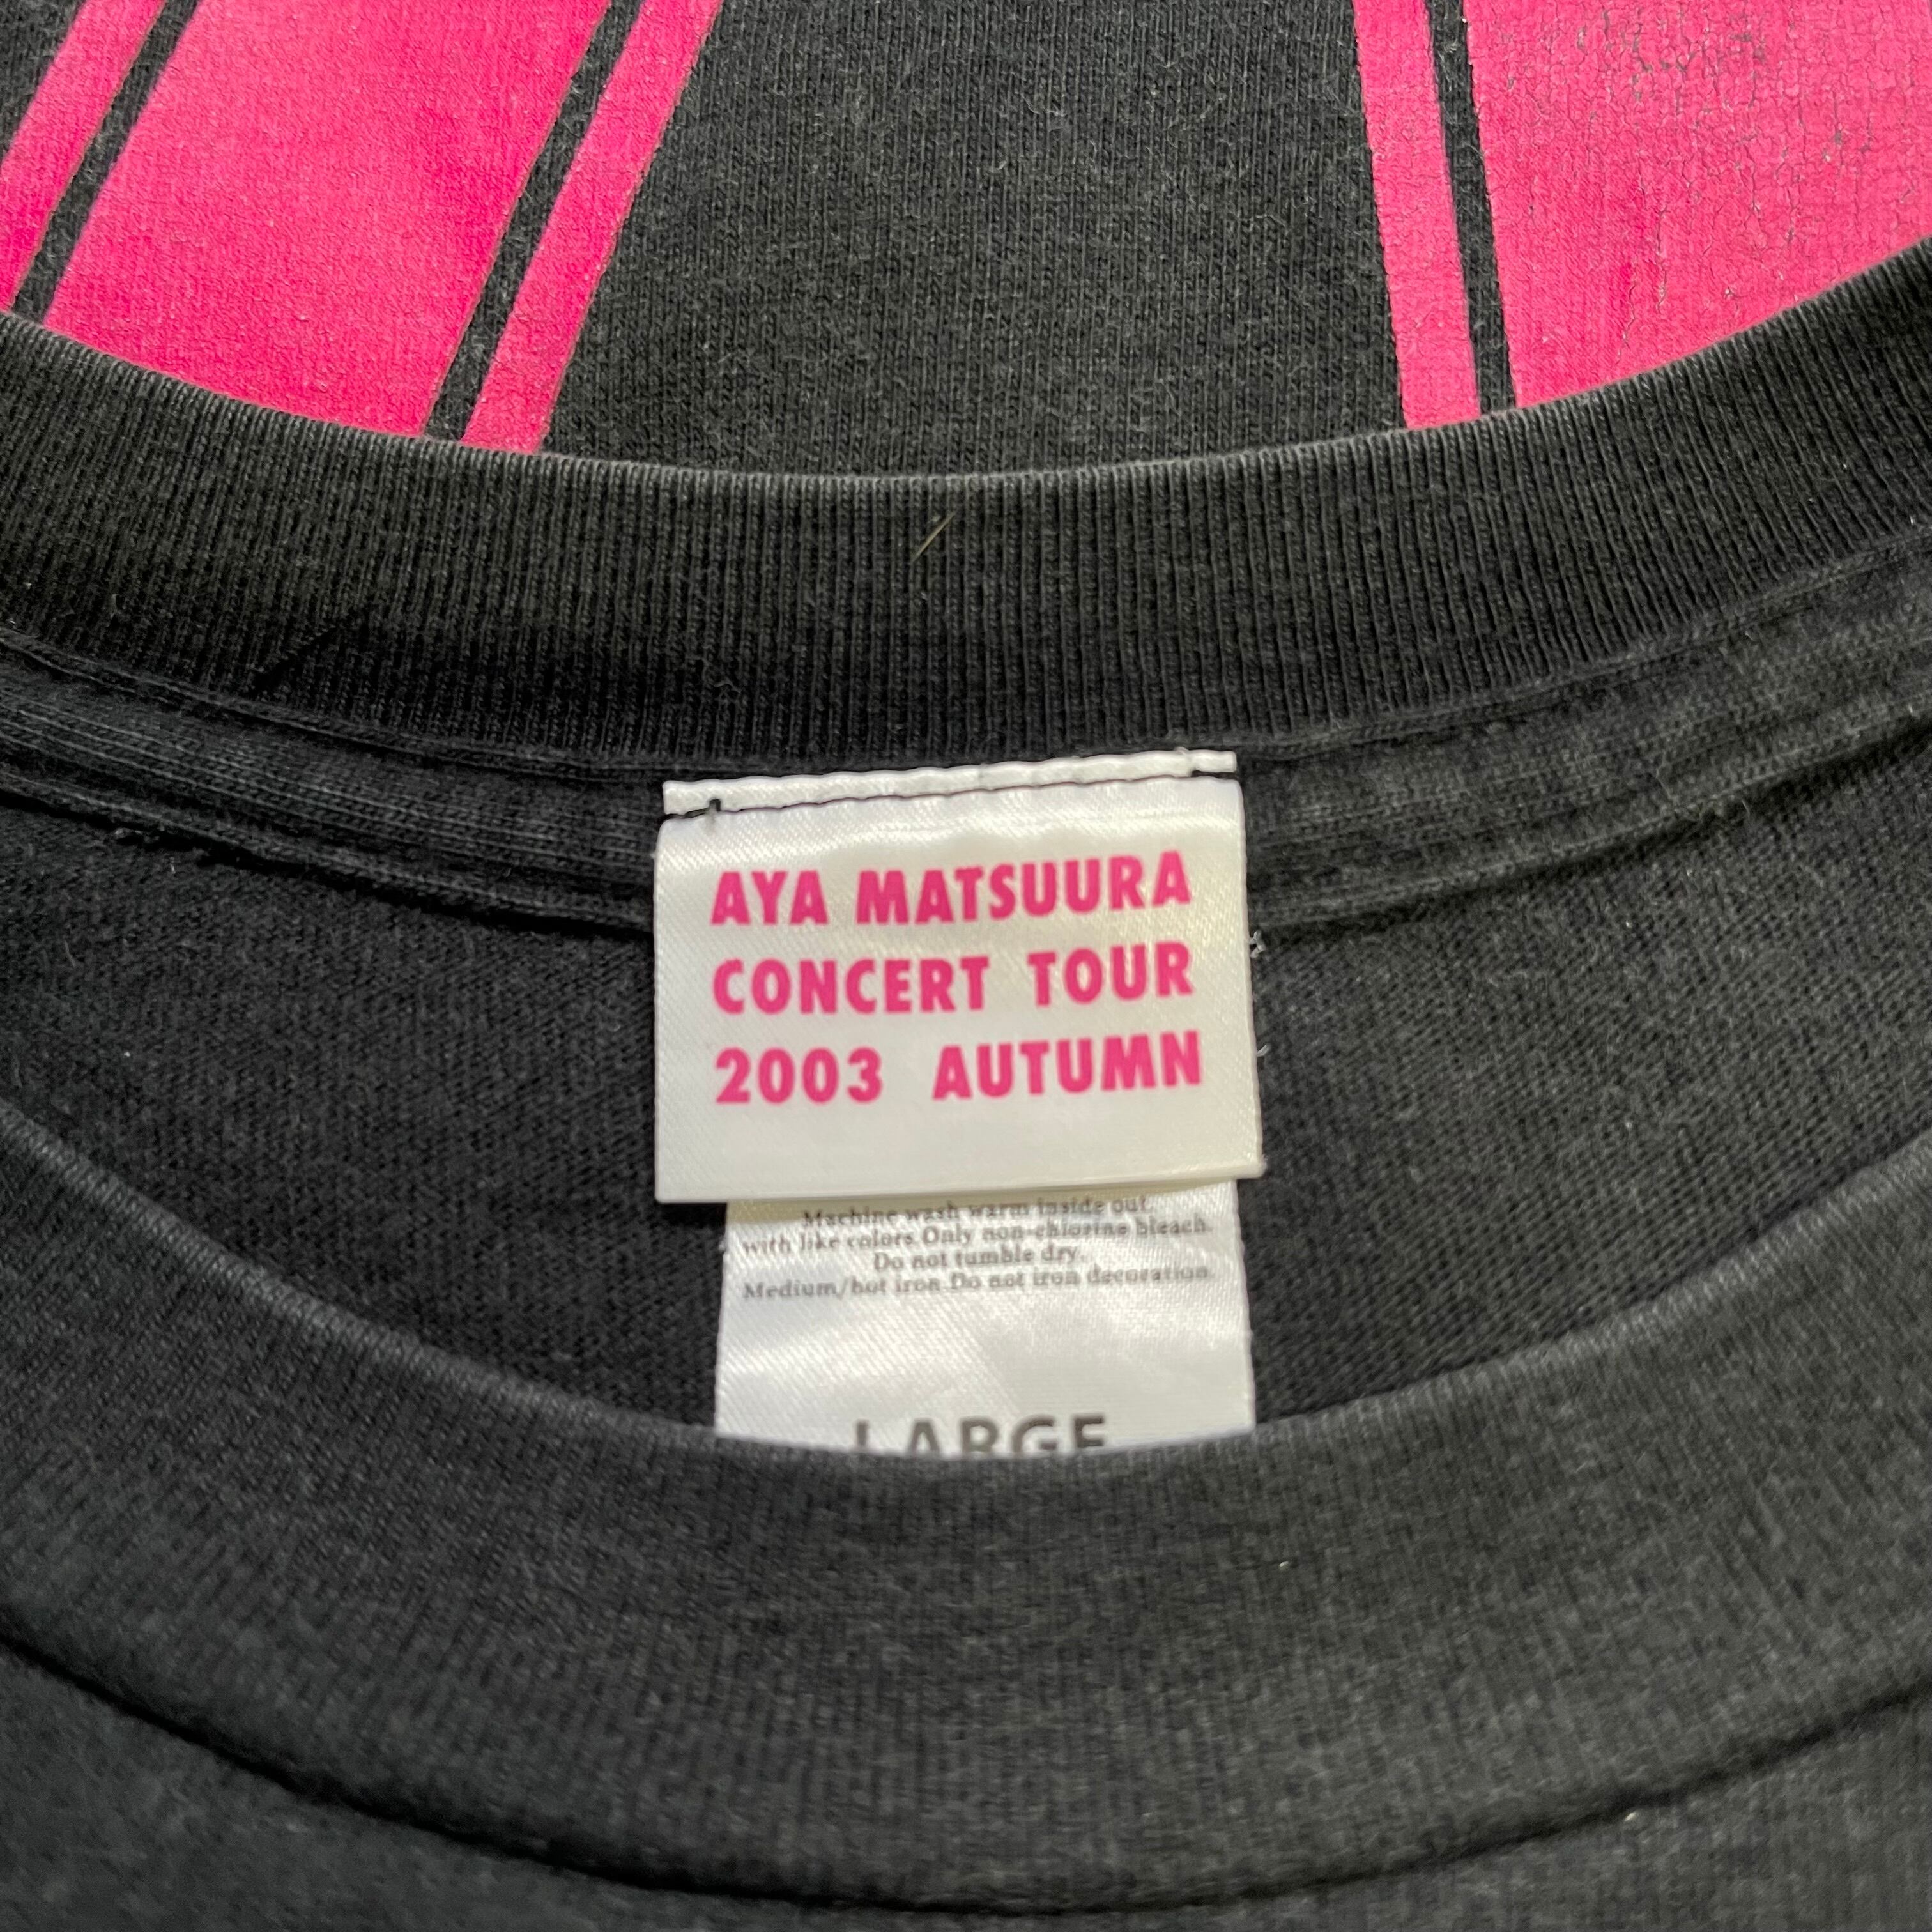 AYA MATSUURA
CONCERT TOUR
2003 AUTUMN
Machine wash warm inside out.
with like colors.Only non-chlorine bleach.
Do not tumble dry.
Medium/hot iron.Do not iron decoration.
LARGE